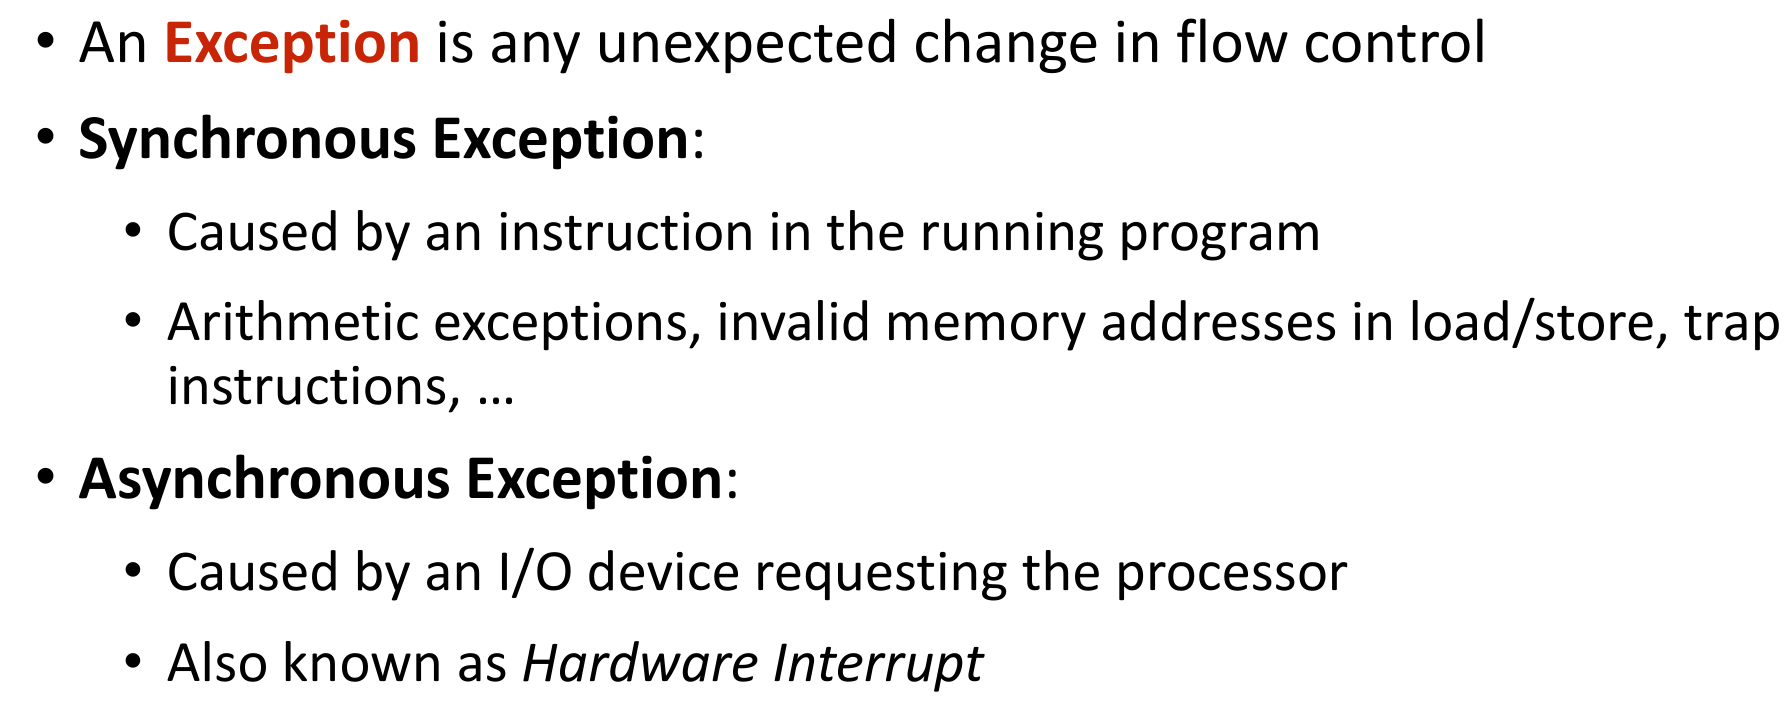 • An Exception is any unexpected change in flow control
• Synchronous Exception:
• Caused by an instruction in the running program
• Arithmetic exceptions, invalid memory addresses in load/store, trap
instructions, ...
• Asynchronous Exception:
• Caused by an I/O device requesting the processor
• Also known as Hardware Interrupt